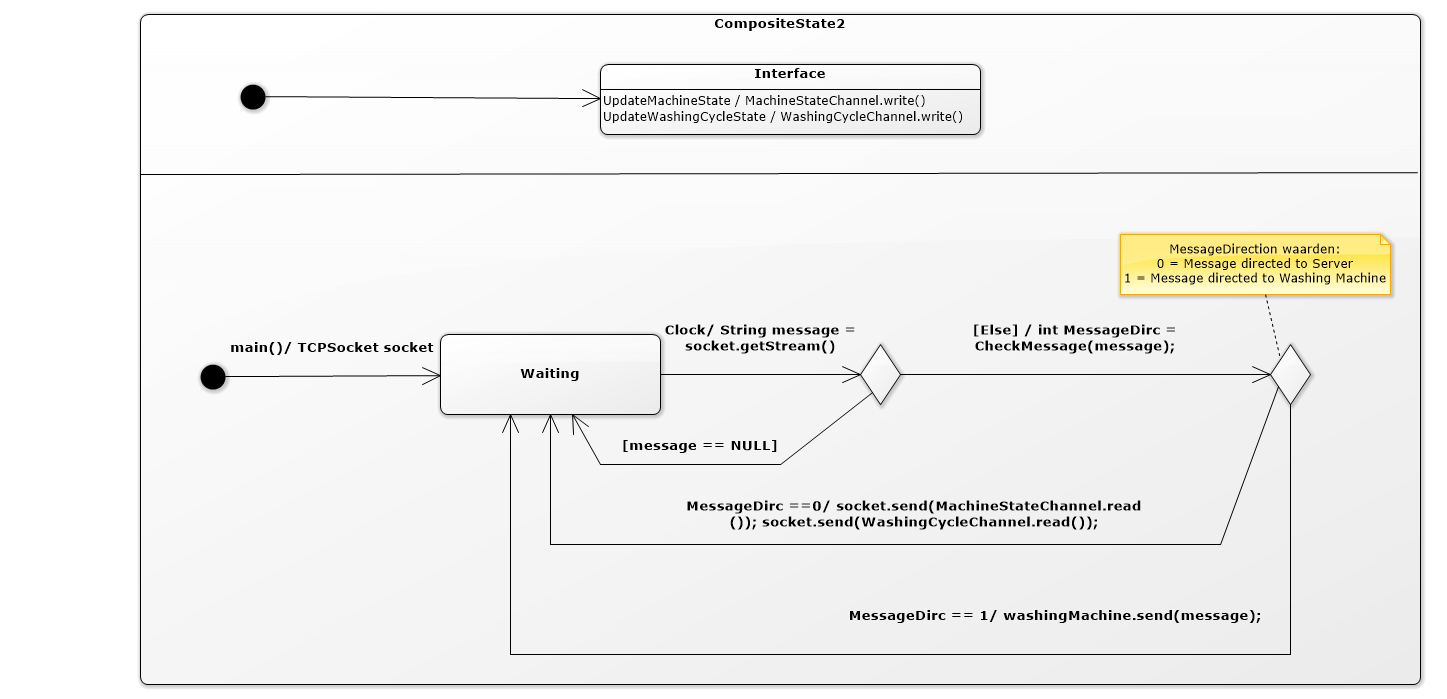 CompositeState2
Interface
UpdateMachineState / MachineStateChannel.write()
UpdateWashingCycleState / WashingCycleChannel.write()
MessageDirection waarden:
0 = Message directed to Server
1 = Message directed to Washing Machine
main()/ TCPSocket socket
Waiting
Clock/ String message =
socket.getStream()
[Else] / int MessageDirc =
CheckMessage(message);
[message == NULL]
MessageDirc ==0/ socket.send(MachineStateChannel.read
()); socket.send(WashingCycleChannel.read());
MessageDirc == 1/ washingMachine.send(message);